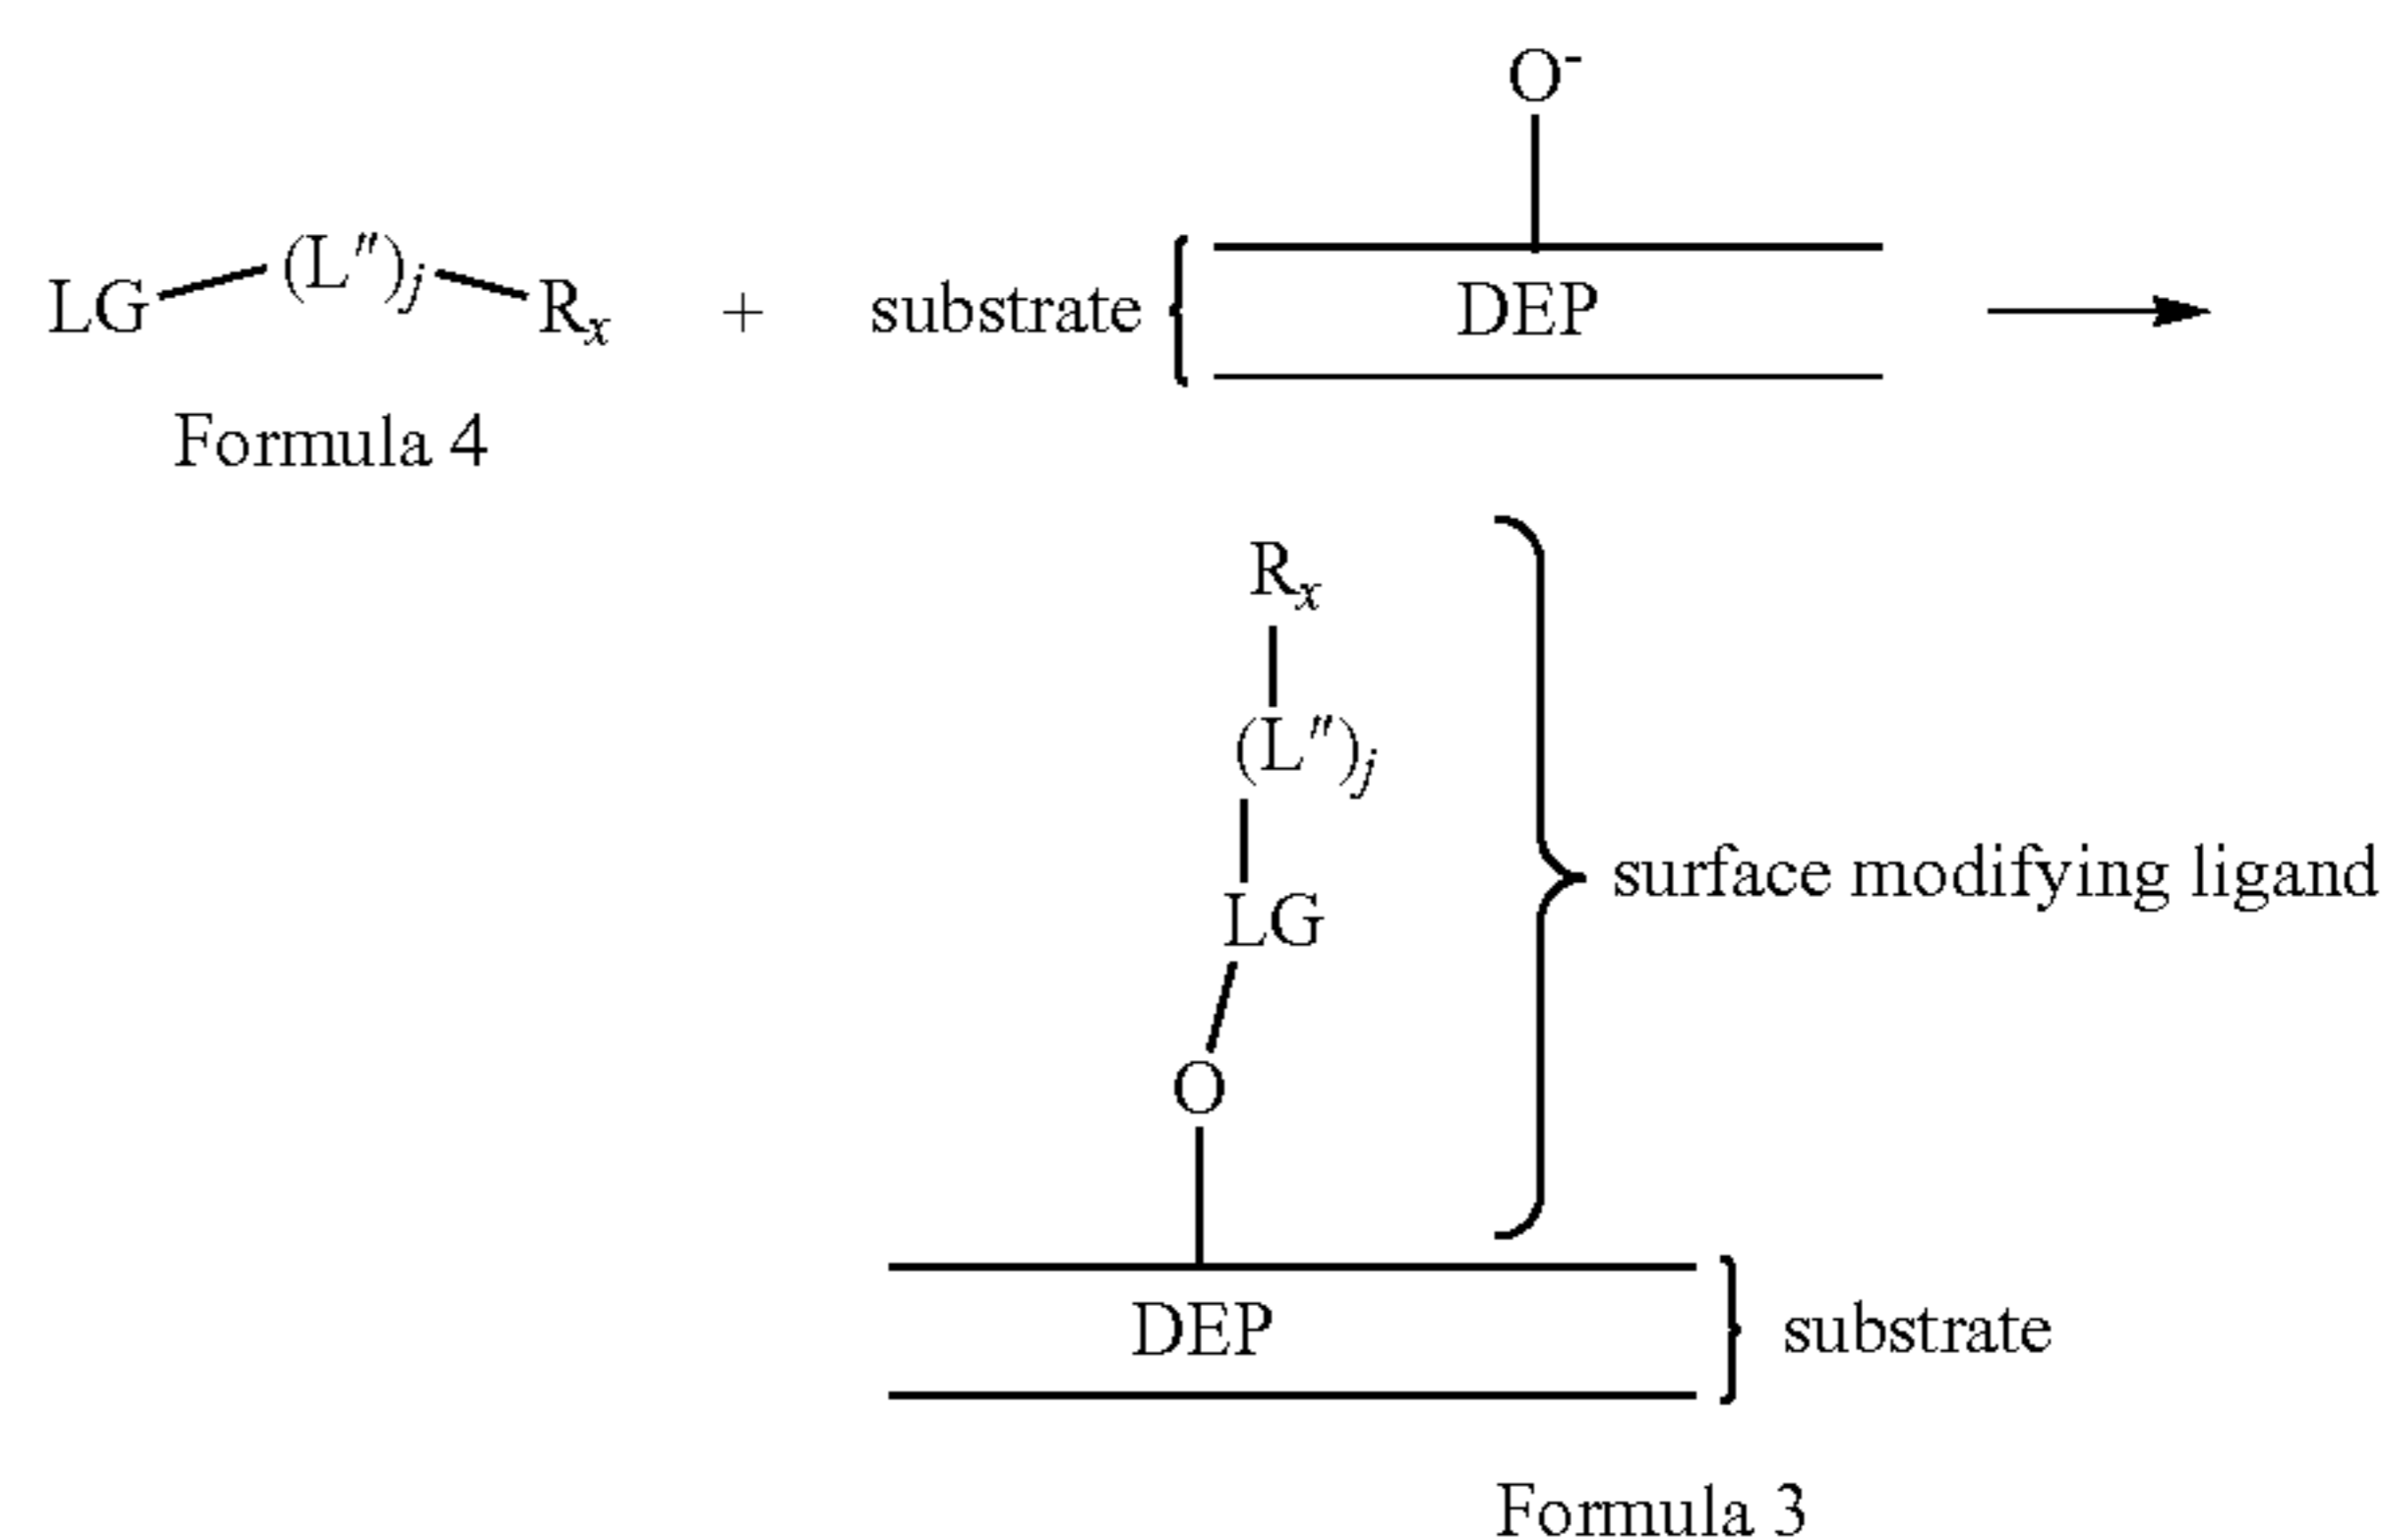 O-
LG (L″)j Rx + substrate { DEP
Formula 4
Rx
(L″)j
LG
surface modifying ligand
O
DEP } substrate
Formula 3